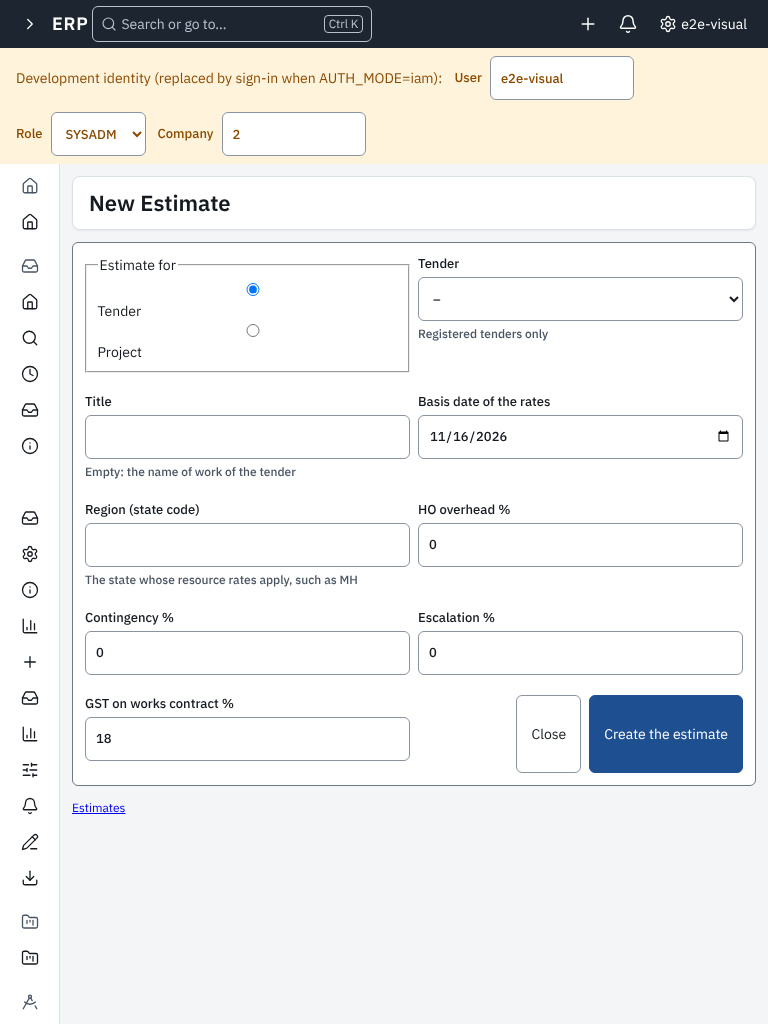 ERP Search or go to... Ctrl K e2e-visual
Development identity (replaced by sign-in when AUTH_MODE=iam): User e2e-visual
Role SYSADM Company 2
New Estimate
Estimate for
Tender
Project
Tender
–
Registered tenders only
Title
Empty: the name of work of the tender
Basis date of the rates
11/16/2026
Region (state code)
The state whose resource rates apply, such as MH
HO overhead %
0
Contingency %
0
Escalation %
0
GST on works contract %
18
Close
Create the estimate
Estimates